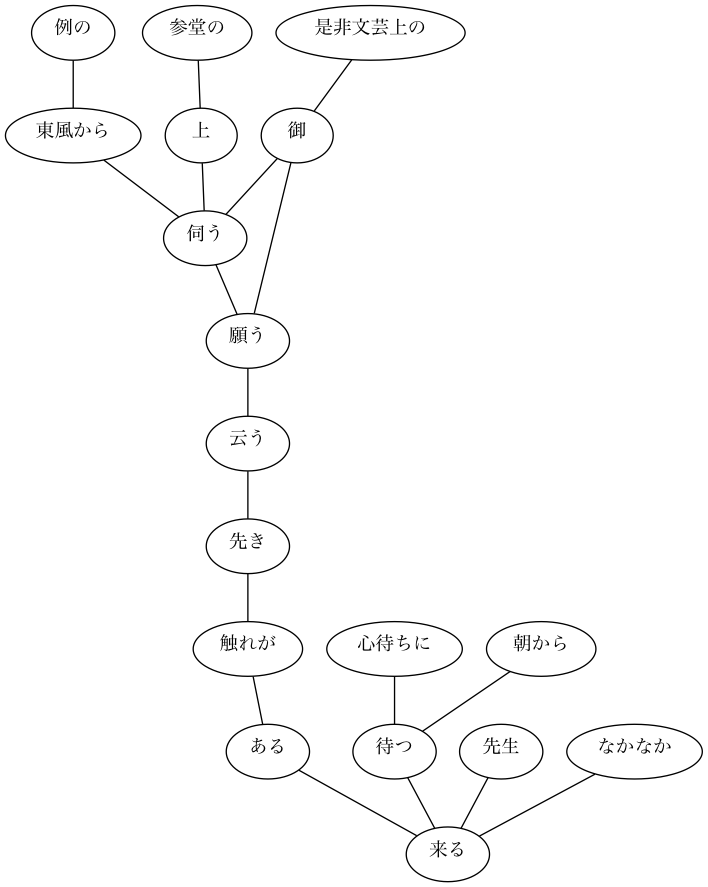 例の
参堂の
是非文芸上の
東風から
上
御
伺う
願う
云う
先き
触れが
心待ちに
朝から
ある
待つ
先生
なかなか
来る